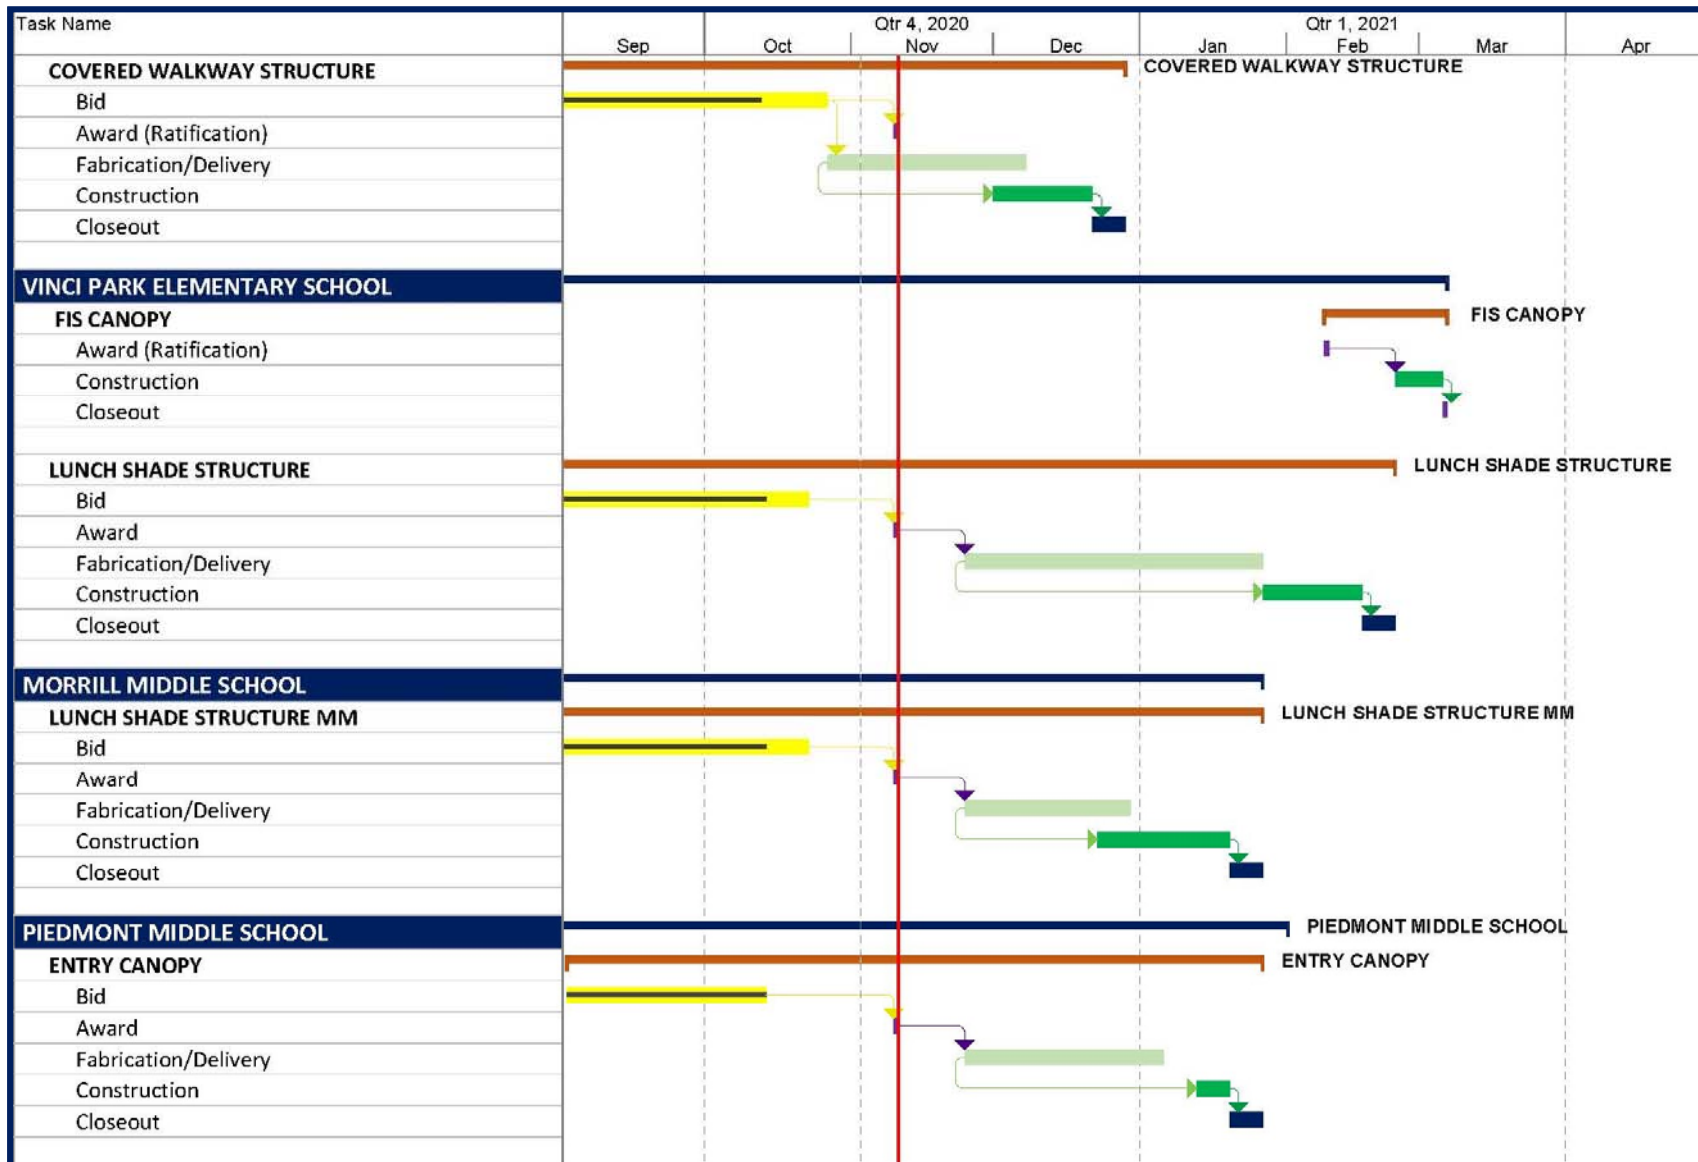 Task Name Qtr 4, 2020 Qtr 1, 2021
Sep Oct Nov Dec Jan Feb Mar Apr
COVERED WALKWAY STRUCTURE COVERED WALKWAY STRUCTURE
Bid
Award (Ratification)
Fabrication/Delivery
Construction
Closeout
VINCI PARK ELEMENTARY SCHOOL
FIS CANOPY FIS CANOPY
Award (Ratification)
Construction
Closeout
LUNCH SHADE STRUCTURE LUNCH SHADE STRUCTURE
Bid
Award
Fabrication/Delivery
Construction
Closeout
MORRILL MIDDLE SCHOOL
LUNCH SHADE STRUCTURE MM LUNCH SHADE STRUCTURE MM
Bid
Award
Fabrication/Delivery
Construction
Closeout
PIEDMONT MIDDLE SCHOOL PIEDMONT MIDDLE SCHOOL
ENTRY CANOPY ENTRY CANOPY
Bid
Award
Fabrication/Delivery
Construction
Closeout